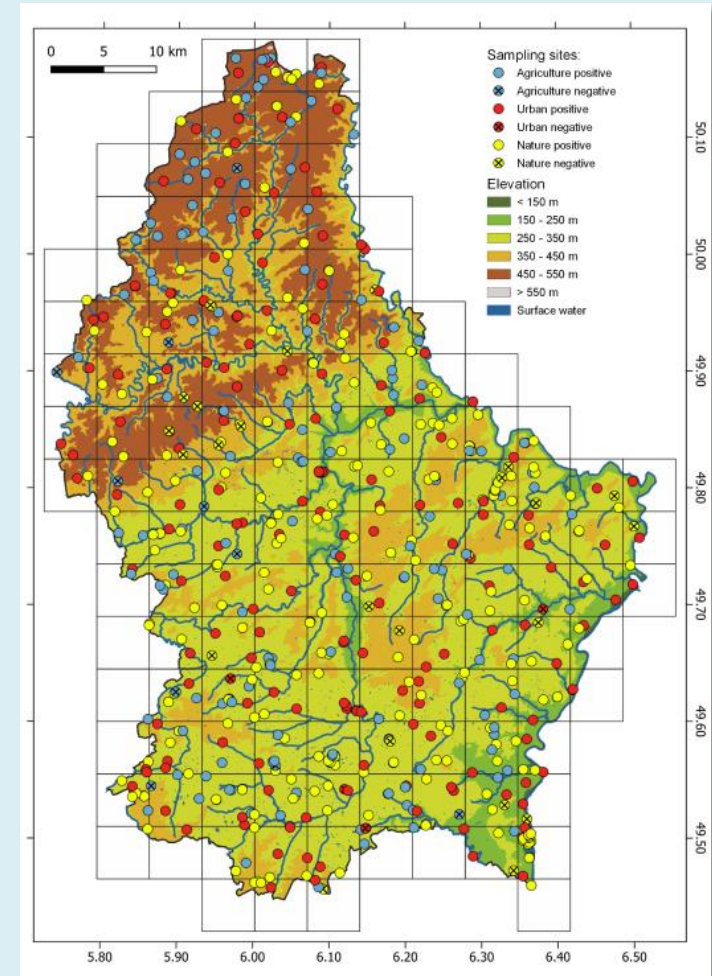 0 5 10 km
Sampling sites:
Agriculture positive
Agriculture negative
Urban positive
Urban negative
Nature positive
Nature negative
Elevation
< 150 m
150 - 250 m
250 - 350 m
350 - 450 m
450 - 550 m
> 550 m
Surface water
50.10
50.00
49.90
49.80
49.70
49.60
49.50
5.80 5.90 6.00 6.10 6.20 6.30 6.40 6.50